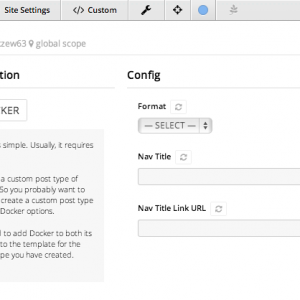 Site Settings </> Custom
zew63 global scope
tion
Config
KER
Format
— SELECT —
s simple. Usually, it requires
Nav Title
a custom post type of
So you probably want to
create a custom post type
Docker options.
Nav Title Link URL
to add Docker to both its
to the template for the
pe you have created.